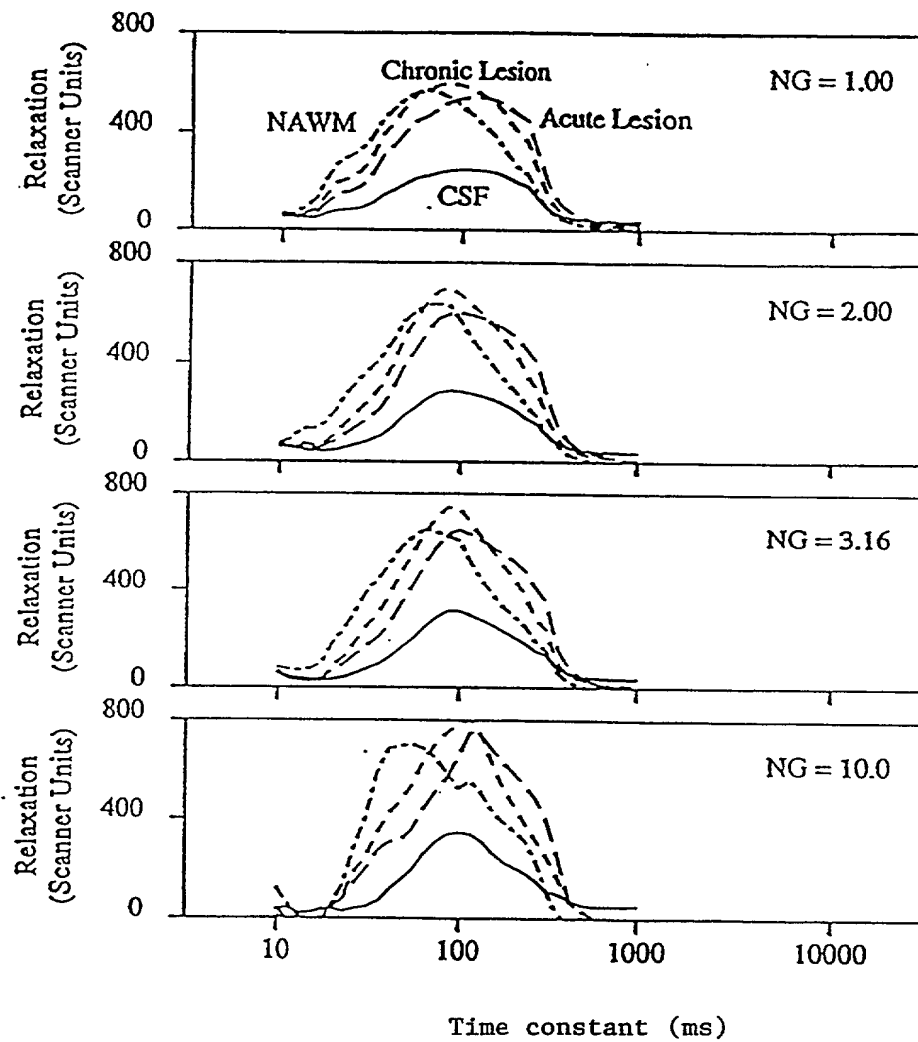 Relaxation
(Scanner Units)
800
400
0
Chronic Lesion
NAWM
Acute Lesion
CSF
NG = 1.00
Relaxation
(Scanner Units)
800
400
0
NG = 2.00
Relaxation
(Scanner Units)
800
400
0
NG = 3.16
Relaxation
(Scanner Units)
800
400
0
NG = 10.0
10
100
1000
10000
Time constant (ms)